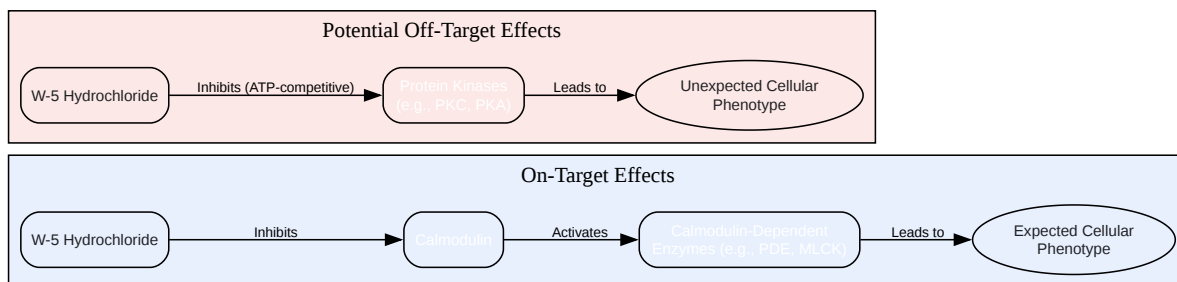 Potential Off-Target Effects
W-5 Hydrochloride
Inhibits (ATP-competitive)
Protein Kinases
(e.g., PKC, PKA)
Leads to
Unexpected Cellular
Phenotype
On-Target Effects
W-5 Hydrochloride
Inhibits
Calmodulin
Activates
Calmodulin-Dependent
Enzymes (e.g., PDE, MLCK)
Leads to
Expected Cellular
Phenotype